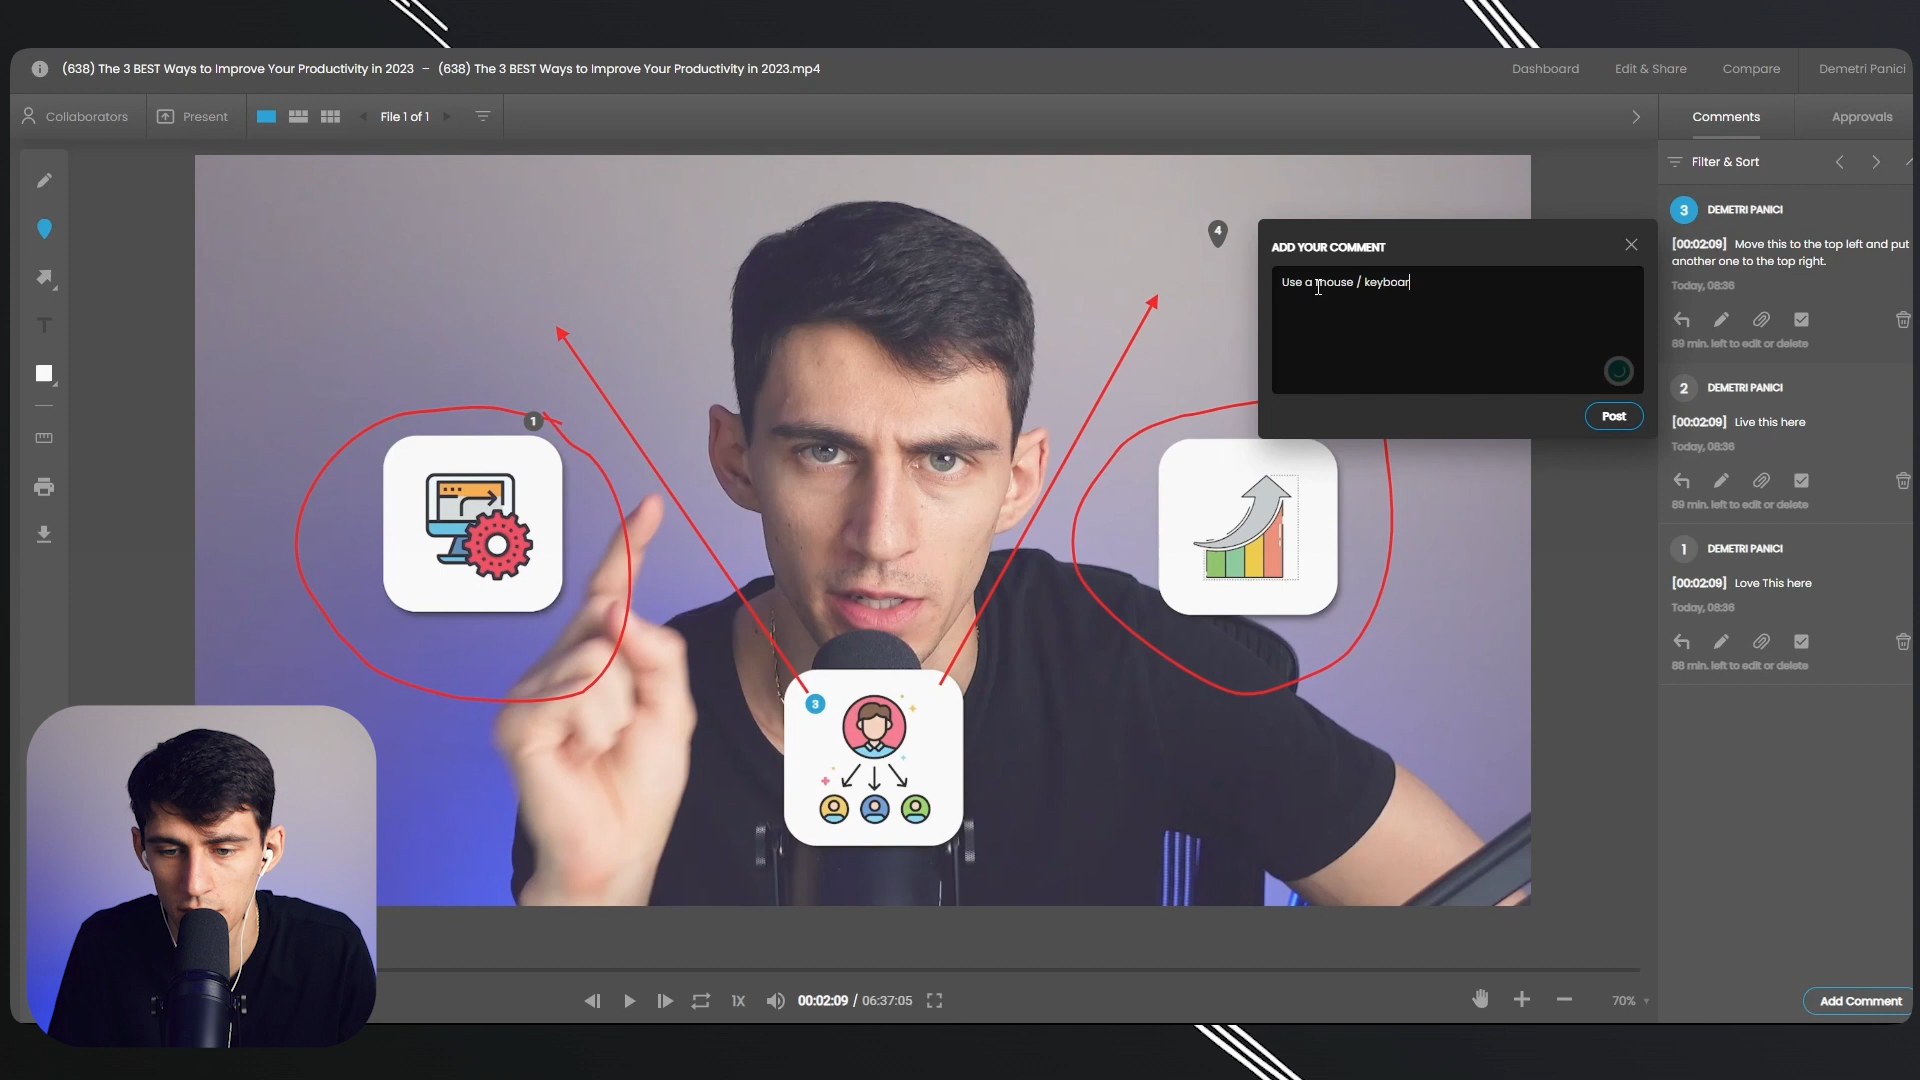 (638) The 3 BEST Ways to Improve Your Productivity in 2023 – (638) The 3 BEST Ways to Improve Your Productivity in 2023.mp4
Dashboard
Edit & Share
Compare
Demetri Panici
Collaborators
Present
File 1 of 1
Comments
Approvals
Filter & Sort
3
DEMETRI PANICI
[00:02:09] Move this to the top left and put
another one to the top right.
Today, 08:36
89 min. left to edit or delete
2
DEMETRI PANICI
[00:02:09] Live this here
Today, 08:36
89 min. left to edit or delete
1
DEMETRI PANICI
[00:02:09] Love This here
Today, 08:36
88 min. left to edit or delete
4
ADD YOUR COMMENT
Use a mouse / keyboar
Post
1
3
T
1X
00:02:09 / 06:37:05
70%
Add Comment